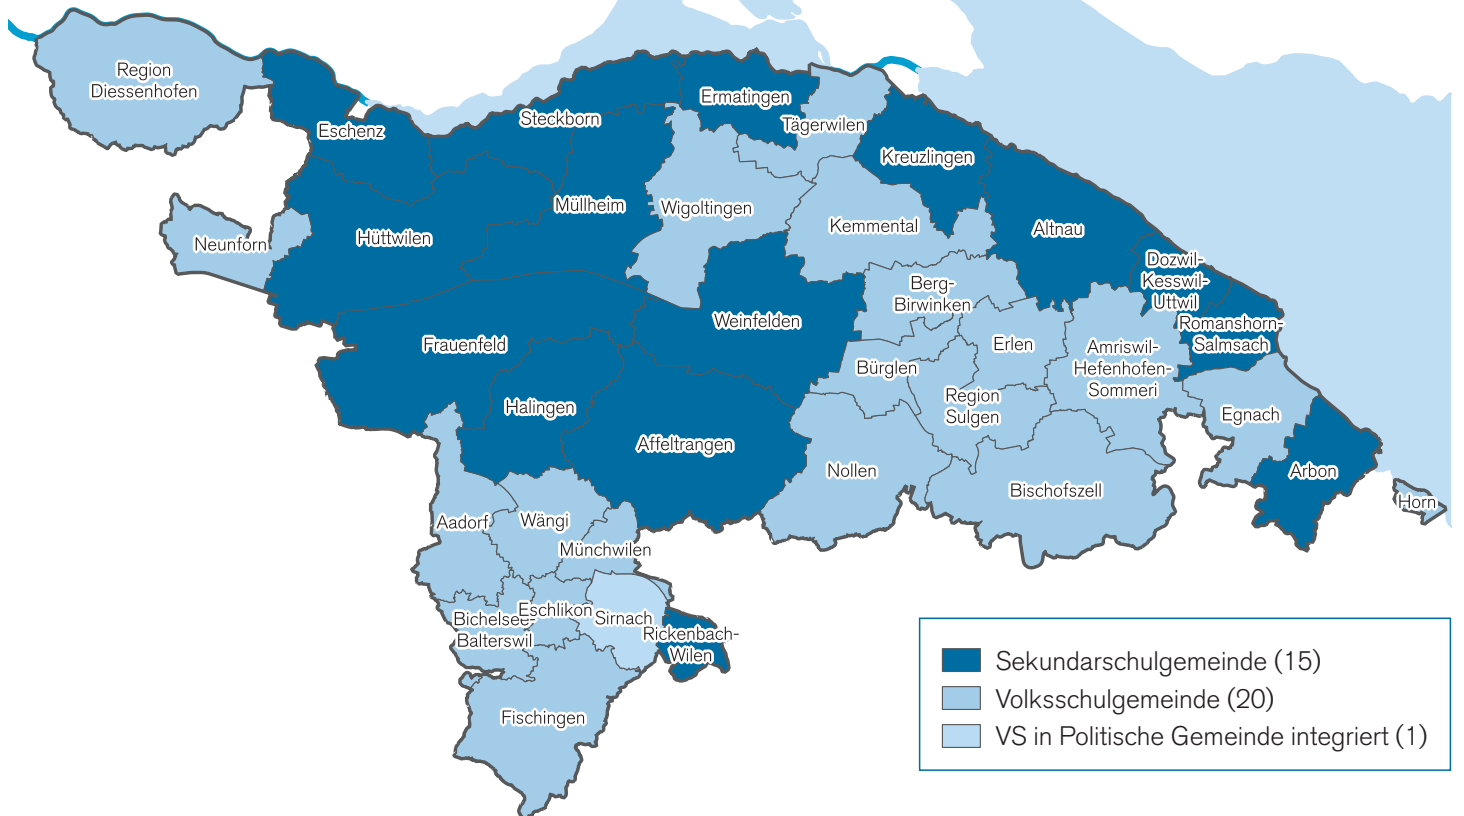 Region
Diessenhofen
Eschenz
Steckborn
Ermatingen
Tägerwilen
Kreuzlingen
Neunforn
Hüttwilen
Müllheim
Wigoltingen
Kemmental
Altnau
Dozwil-
Kesswil-
Uttwil
Berg-
Birwinken
Romanshorn-
Salmsach
Frauenfeld
Weinfelden
Bürglen
Erlen
Amriswil-
Hefenhofen-
Sommeri
Halingen
Region
Sulgen
Egnach
Affeltrangen
Nollen
Bischofszell
Arbon
Horn
Aadorf
Wängi
Münchwilen
Bichelsee-
Balterswil
Eschlikon
Sirnach
Rickenbach-
Wilen
Fischingen
Sekundarschulgemeinde (15)
Volksschulgemeinde (20)
VS in Politische Gemeinde integriert (1)